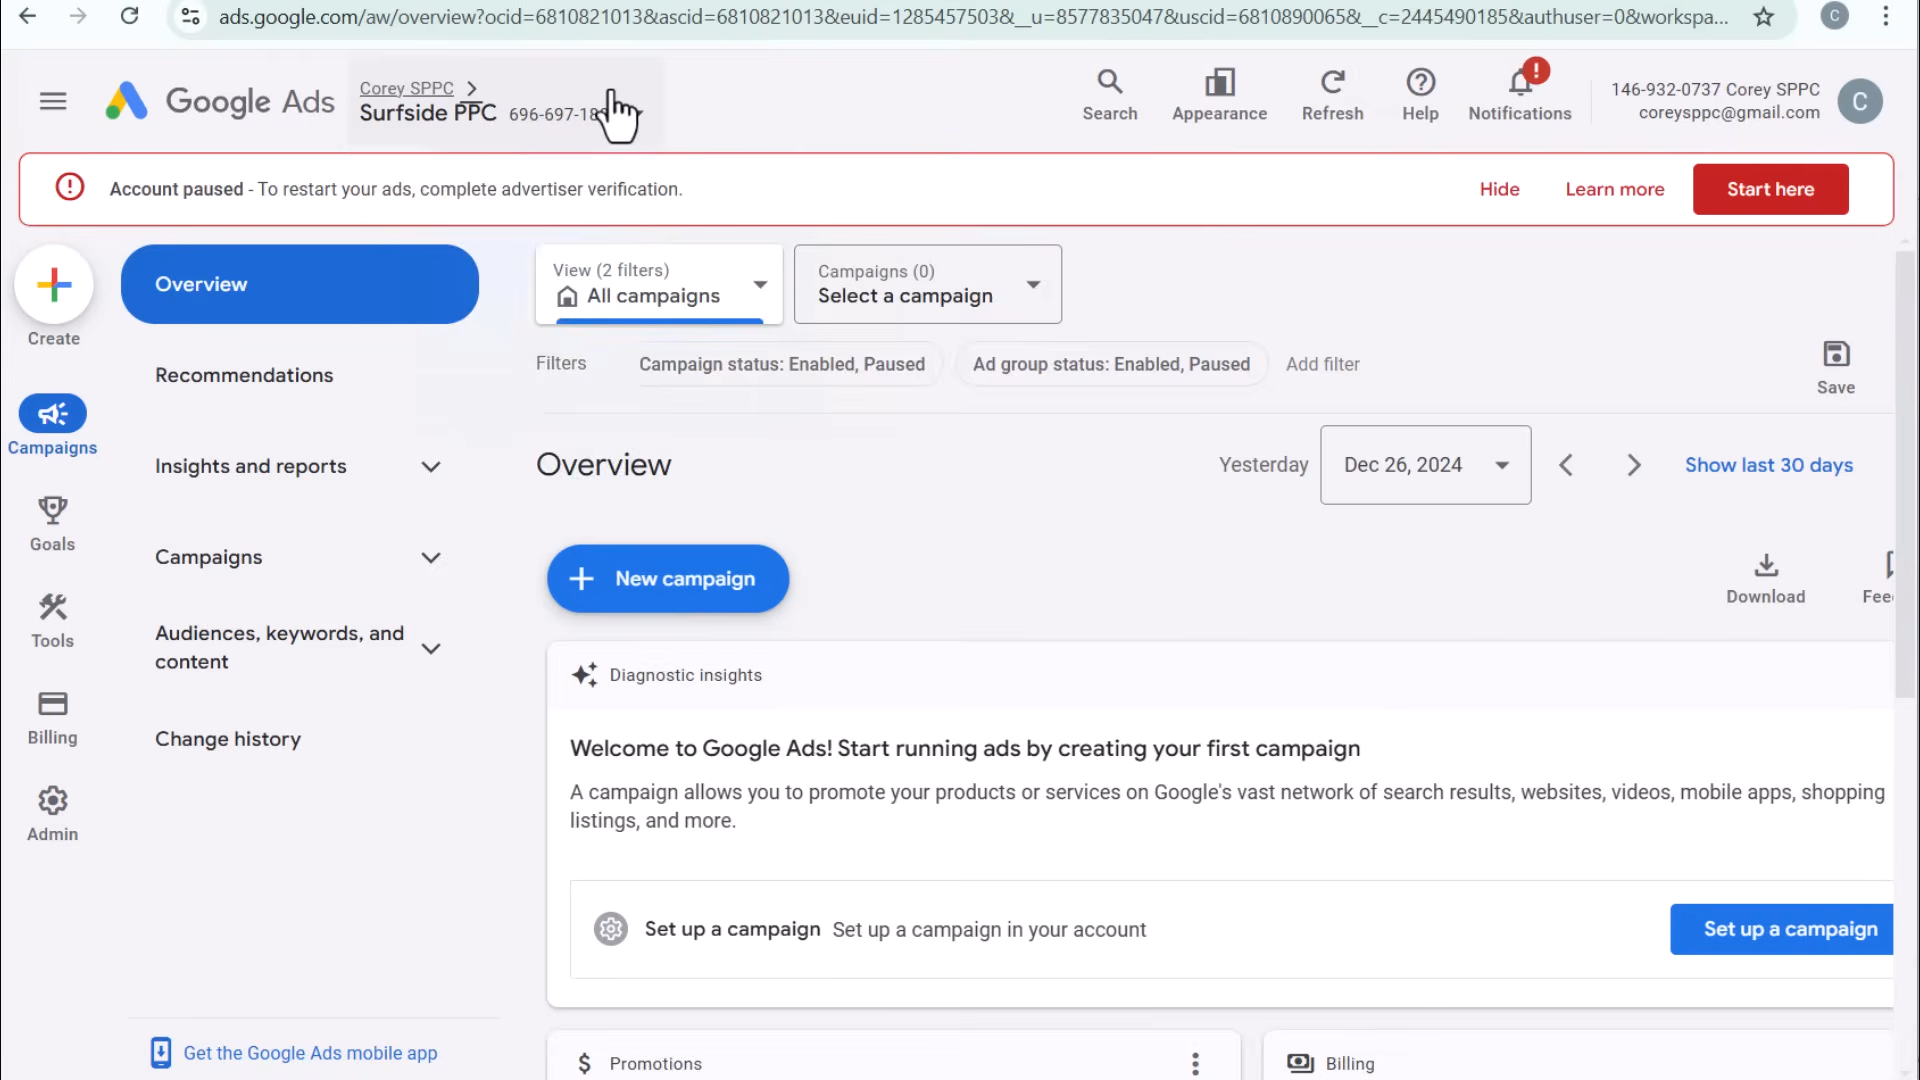 ads.google.com/aw/overview?ocid=6810821013&ascid=6810821013&euid=1285457503&__u=8577835047&uscid=6810890065&__c=2445490185&authuser=0&workspa...
C
Google Ads
Corey SPPC
Surfside PPC 696-697-18
Search
Appearance
Refresh
Help
!
Notifications
146-932-0737 Corey SPPC
coreysppc@gmail.com
C
Account paused - To restart your ads, complete advertiser verification.
Hide
Learn more
Start here
Create
Campaigns
Goals
Tools
Billing
Admin
Overview
Recommendations
Insights and reports
Campaigns
Audiences, keywords, and
content
Change history
Get the Google Ads mobile app
View (2 filters)
All campaigns
Campaigns (0)
Select a campaign
Filters
Campaign status: Enabled, Paused
Ad group status: Enabled, Paused
Add filter
Save
Overview
Yesterday
Dec 26, 2024
Show last 30 days
New campaign
Download
Fee
Diagnostic insights
Welcome to Google Ads! Start running ads by creating your first campaign
A campaign allows you to promote your products or services on Google's vast network of search results, websites, videos, mobile apps, shopping
listings, and more.
Set up a campaign Set up a campaign in your account
Set up a campaign
$ Promotions
Billing